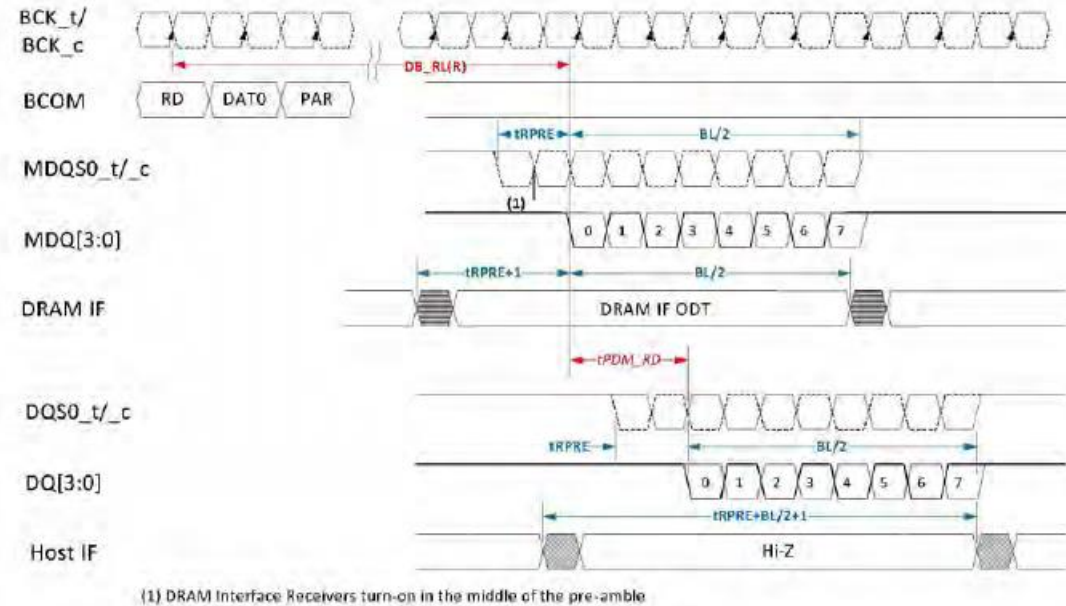 BCK_t/
BCK_c
DB_RL(R)
BCOM
RD DAT0 PAR
tRPRE BL/2
MDQS0_t/_c
(1)
MDQ[3:0]
0 1 2 3 4 5 6 7
tRPRE+1 BL/2
DRAM IF
DRAM IF ODT
tPDM_RD
DQS0_t/_c
tRPRE BL/2
DQ[3:0]
0 1 2 3 4 5 6 7
tRPRE+BL/2+1
Host IF
Hi-Z
(1) DRAM Interface Receivers turn-on in the middle of the pre-amble